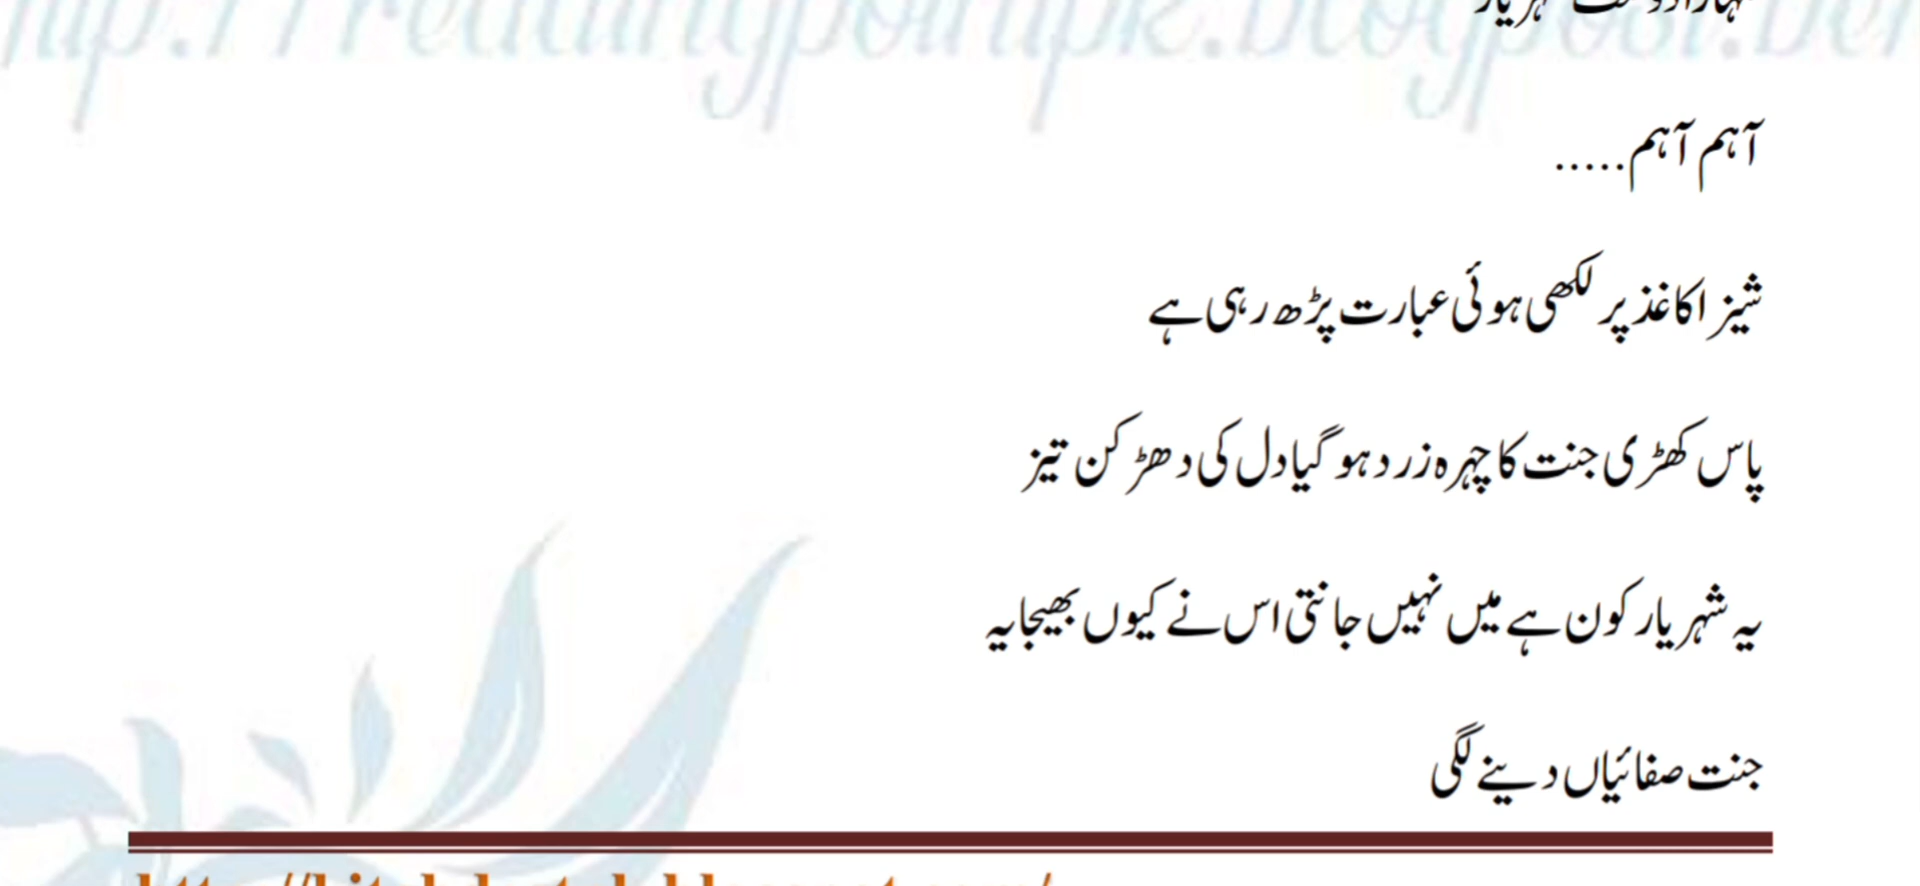 آہم آہم.....
شیزا کاغذ پر لکھی ہوئی عبارت پڑھ رہی ہے
پاس کھڑی جنت کا چہرہ زرد ہو گیا دل کی دھڑکن تیز
یہ شہریار کون ہے میں نہیں جانتی اس نے کیوں بھیجا یہ
جنت صفائیاں دینے لگی